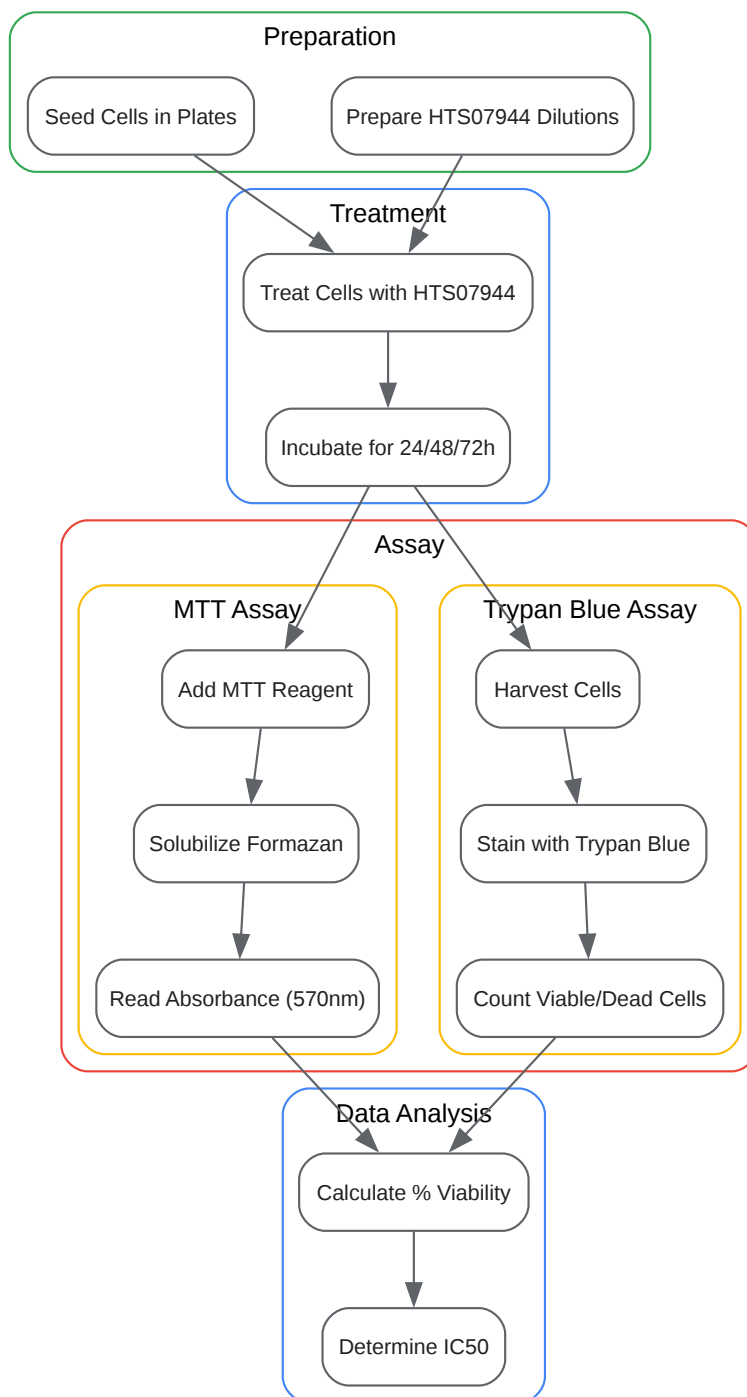 Preparation
Seed Cells in Plates
Prepare HTS07944 Dilutions
Treatment
Treat Cells with HTS07944
Incubate for 24/48/72h
Assay
MTT Assay
Trypan Blue Assay
Add MTT Reagent
Harvest Cells
Solubilize Formazan
Stain with Trypan Blue
Read Absorbance (570nm)
Count Viable/Dead Cells
Data Analysis
Calculate % Viability
Determine IC50